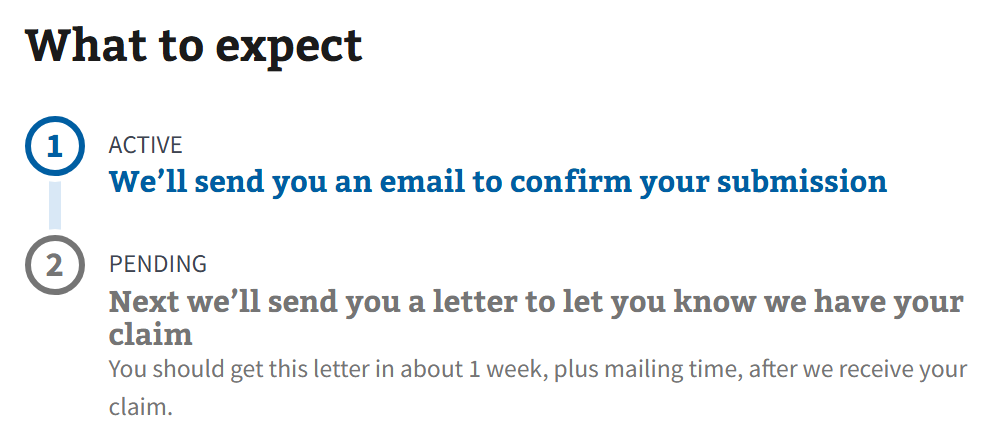 What to expect
1
ACTIVE
We’ll send you an email to confirm your submission
2
PENDING
Next we’ll send you a letter to let you know we have your
claim
You should get this letter in about 1 week, plus mailing time, after we receive your
claim.